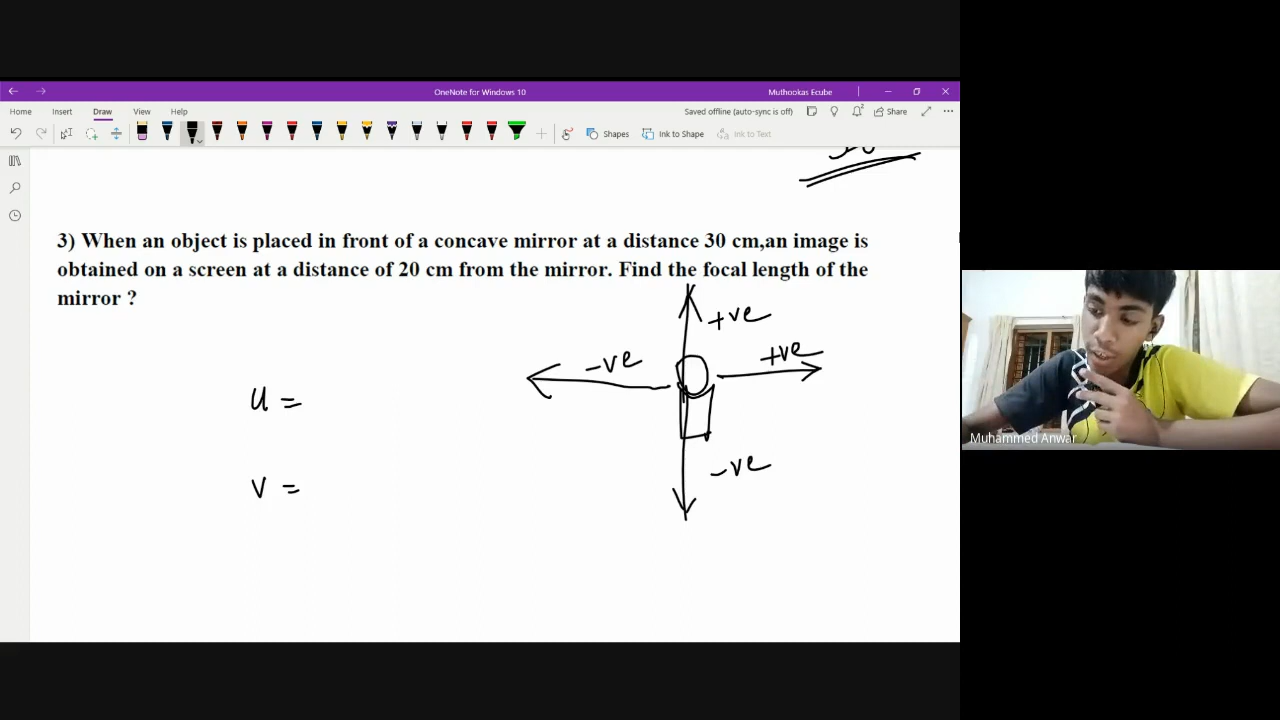 OneNote for Windows 10
Muthookas Ecube
Home Insert Draw View Help
Saved offline (auto-sync is off)
Share
Shapes
Ink to Shape
Ink to Text
3) When an object is placed in front of a concave mirror at a distance 30 cm,an image is
obtained on a screen at a distance of 20 cm from the mirror. Find the focal length of the
mirror ?
+ve
-ve
+ve
u =
-ve
v =
Muhammed Anwar